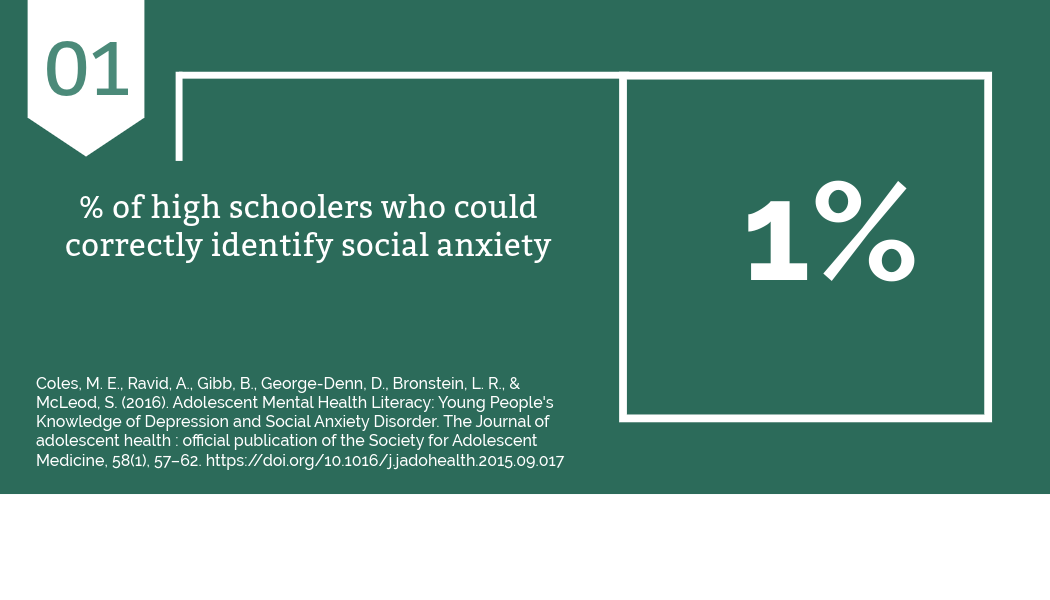 01
% of high schoolers who could
correctly identify social anxiety
1%
Coles, M. E., Ravid, A., Gibb, B., George-Denn, D., Bronstein, L. R., &
McLeod, S. (2016). Adolescent Mental Health Literacy: Young People's
Knowledge of Depression and Social Anxiety Disorder. The Journal of
adolescent health : official publication of the Society for Adolescent
Medicine, 58(1), 57–62. https://doi.org/10.1016/j.jadohealth.2015.09.017